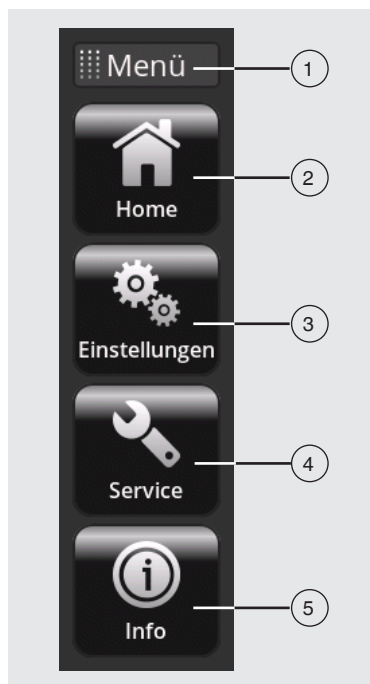 Menü
1
Home
2
Einstellungen
3
Service
4
Info
5